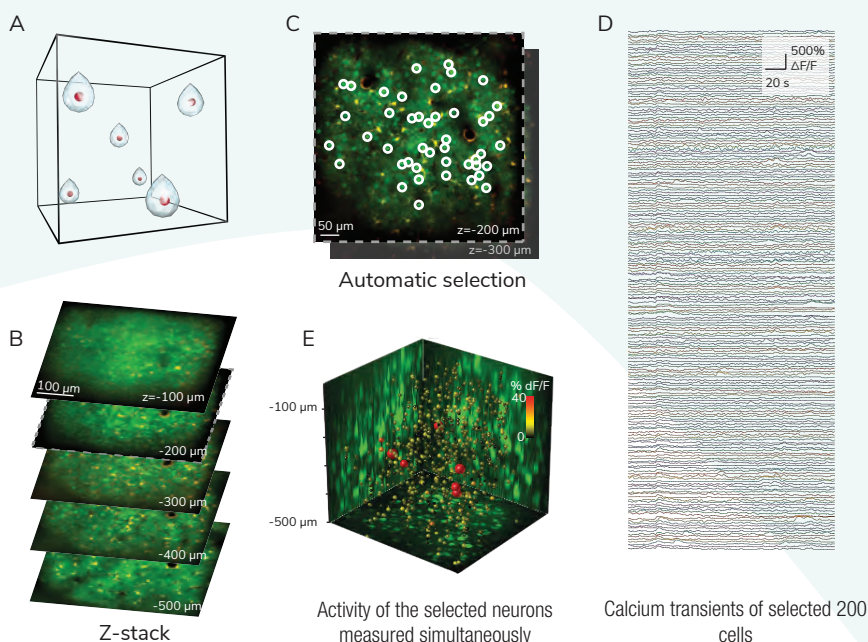 A
C
D
500%
ΔF/F
20 s
50 µm
z=-200 µm
z=-300 µm
Automatic selection
B
100 µm
z=-100 µm
-200 µm
-300 µm
-400 µm
-500 µm
Z-stack
E
% dF/F
40
0
-100 µm
-500 µm
Activity of the selected neurons
measured simultaneously
Calcium transients of selected 200
cells